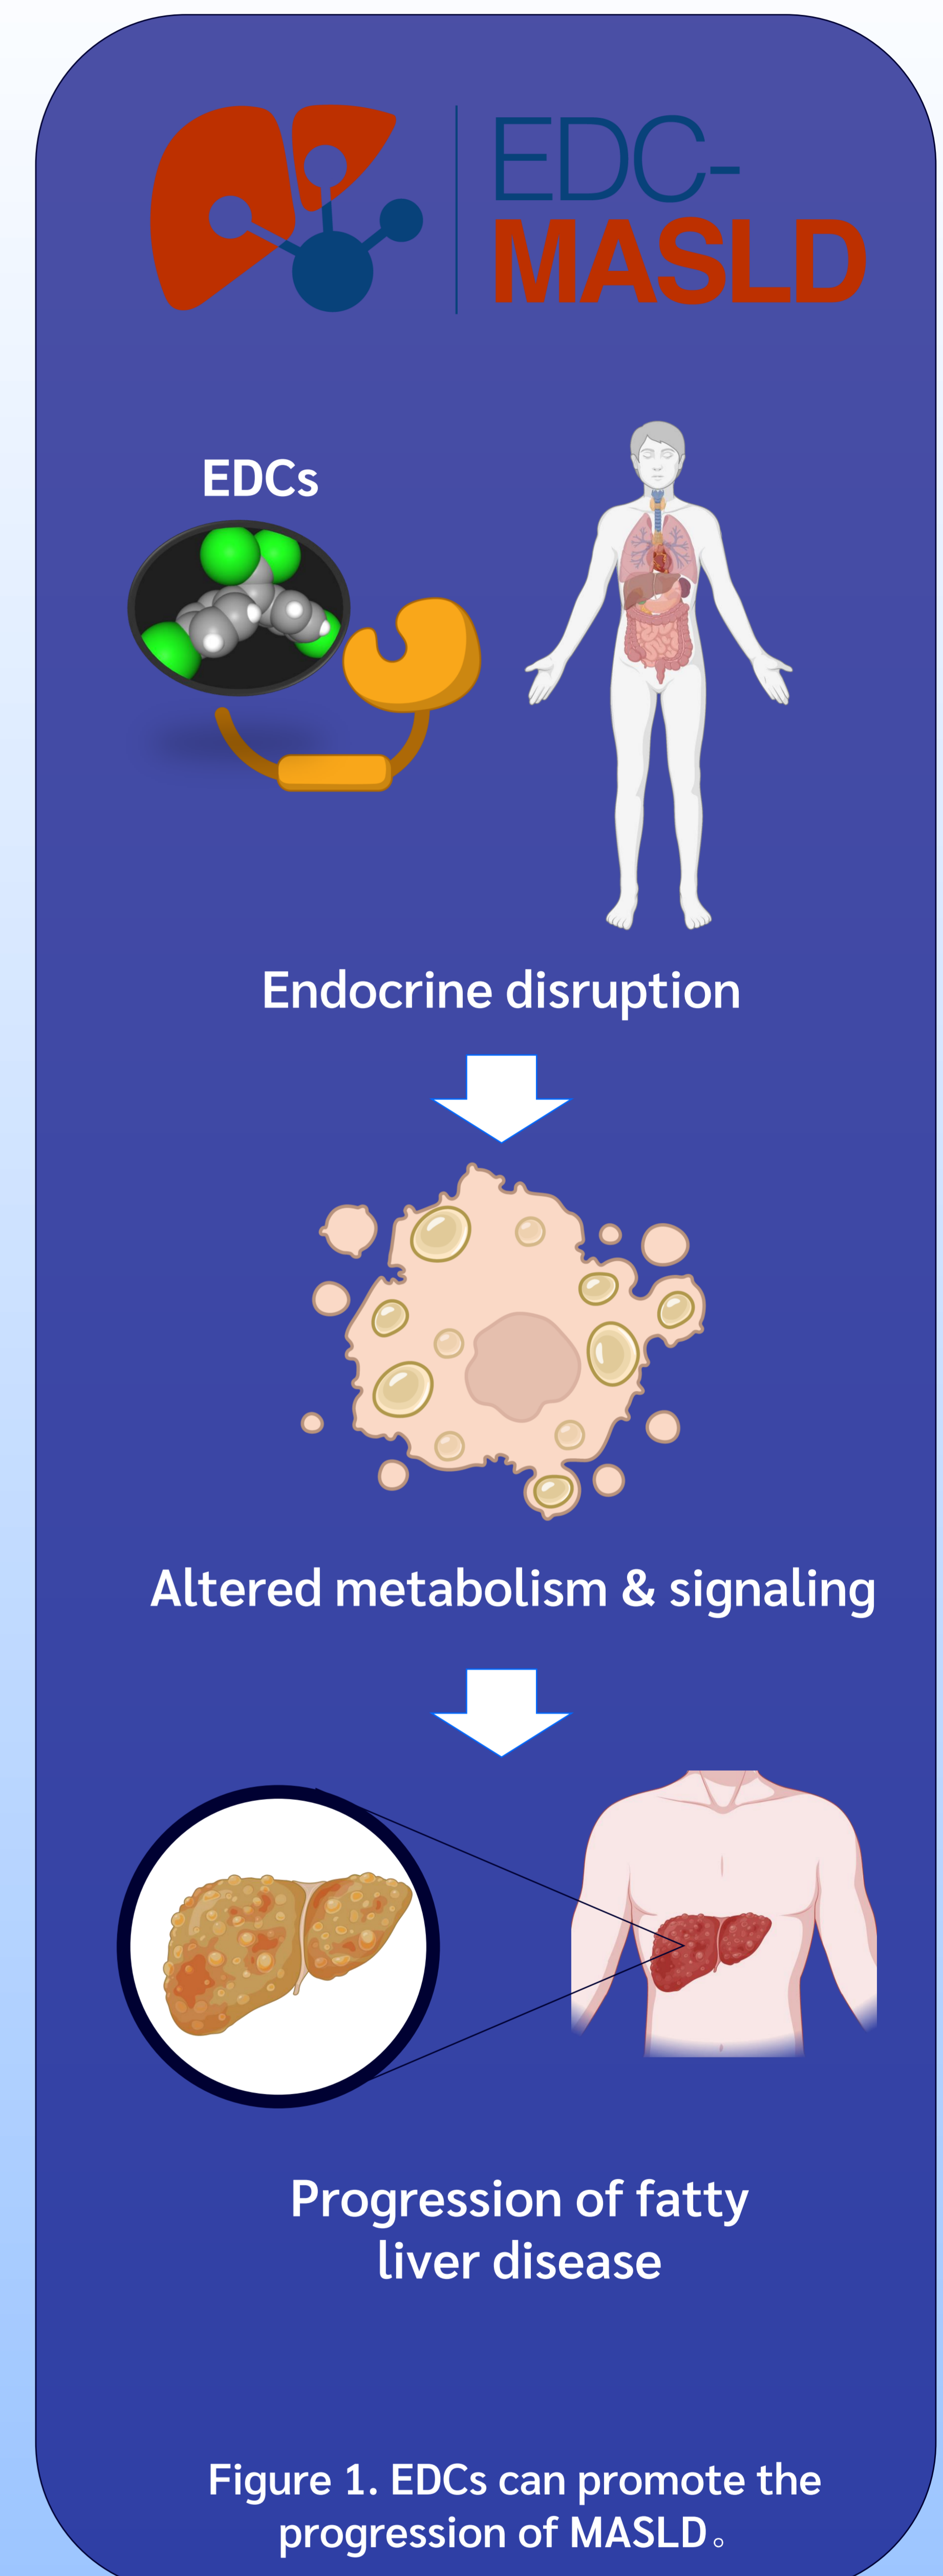 EDC-
MASLD
EDCs
Endocrine disruption
Altered metabolism & signaling
Progression of fatty
liver disease
Figure 1. EDCs can promote the
progression of MASLD。